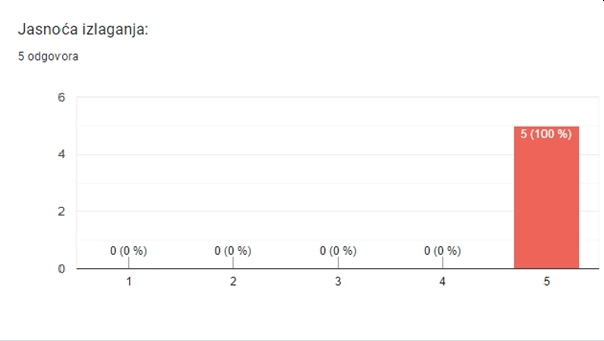 Jasnoća izlaganja:
5 odgovora
6
4
2
0
5 (100 %)
0 (0 %) 0 (0 %) 0 (0 %) 0 (0 %)
1 2 3 4 5